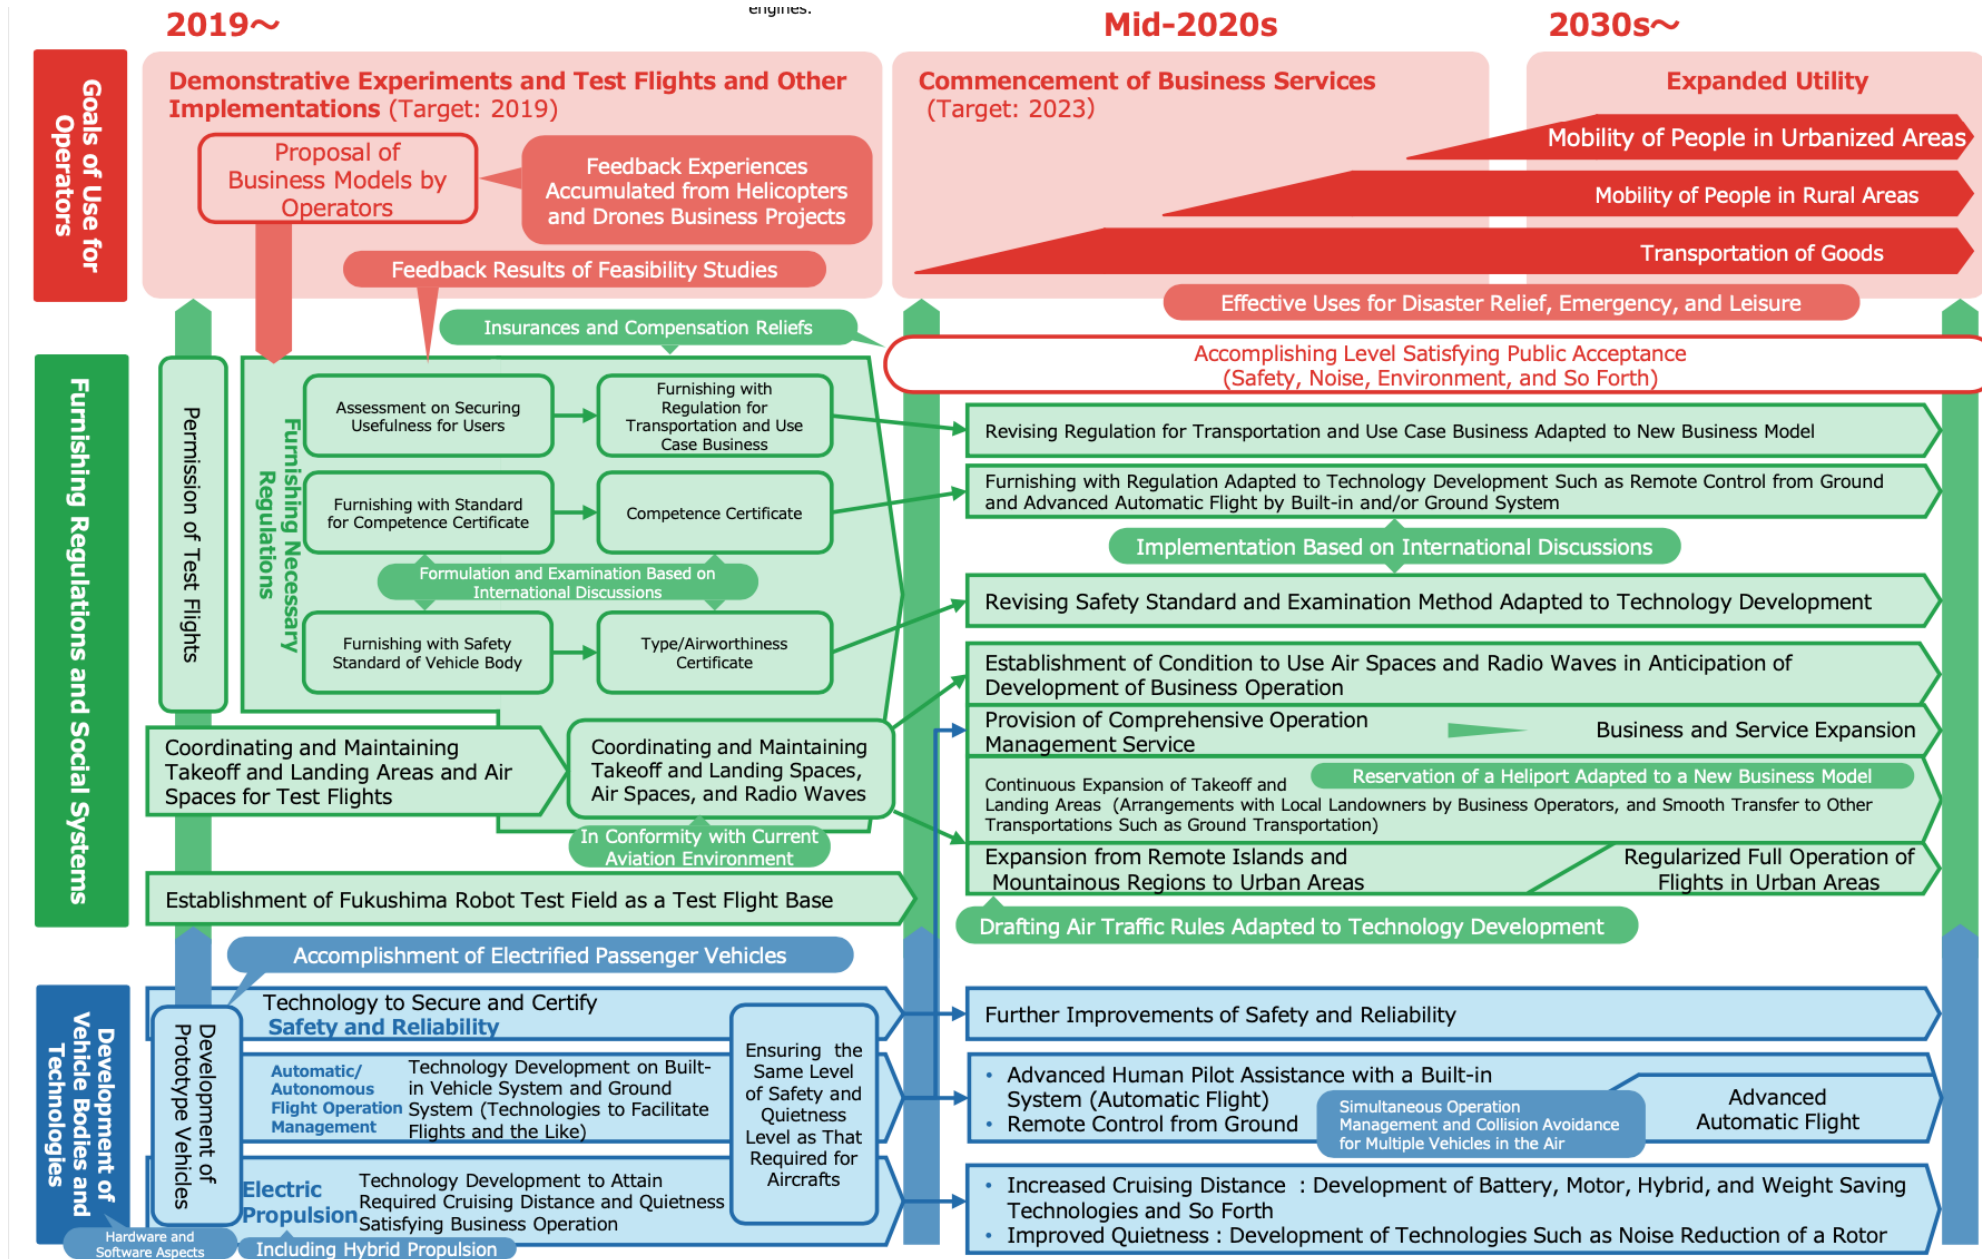 engines.
2019～
Mid-2020s
2030s～
Goals of Use for
Operators
Demonstrative Experiments and Test Flights and Other
Implementations (Target: 2019)
Proposal of
Business Models by
Operators
Feedback Experiences
Accumulated from Helicopters
and Drones Business Projects
Feedback Results of Feasibility Studies
Commencement of Business Services
(Target: 2023)
Expanded Utility
Mobility of People in Urbanized Areas
Mobility of People in Rural Areas
Transportation of Goods
Effective Uses for Disaster Relief, Emergency, and Leisure
Insurances and Compensation Reliefs
Accomplishing Level Satisfying Public Acceptance
(Safety, Noise, Environment, and So Forth)
Furnishing Regulations and Social Systems
Permission of Test Flights
Furnishing Necessary
Regulations
Assessment on Securing
Usefulness for Users
Furnishing with
Regulation for
Transportation and Use
Case Business
Furnishing with Standard
for Competence Certificate
Competence Certificate
Formulation and Examination Based on
International Discussions
Furnishing with Safety
Standard of Vehicle Body
Type/Airworthiness
Certificate
Coordinating and Maintaining
Takeoff and Landing Areas and Air
Spaces for Test Flights
Coordinating and Maintaining
Takeoff and Landing Spaces,
Air Spaces, and Radio Waves
In Conformity with Current
Aviation Environment
Establishment of Fukushima Robot Test Field as a Test Flight Base
Revising Regulation for Transportation and Use Case Business Adapted to New Business Model
Furnishing with Regulation Adapted to Technology Development Such as Remote Control from Ground
and Advanced Automatic Flight by Built-in and/or Ground System
Implementation Based on International Discussions
Revising Safety Standard and Examination Method Adapted to Technology Development
Establishment of Condition to Use Air Spaces and Radio Waves in Anticipation of
Development of Business Operation
Provision of Comprehensive Operation
Management Service
Business and Service Expansion
Reservation of a Heliport Adapted to a New Business Model
Continuous Expansion of Takeoff and
Landing Areas (Arrangements with Local Landowners by Business Operators, and Smooth Transfer to Other
Transportations Such as Ground Transportation)
Expansion from Remote Islands and
Mountainous Regions to Urban Areas
Regularized Full Operation of
Flights in Urban Areas
Drafting Air Traffic Rules Adapted to Technology Development
Development of
Vehicle Bodies and
Technologies
Accomplishment of Electrified Passenger Vehicles
Development of
Prototype Vehicles
Technology to Secure and Certify
Safety and Reliability
Automatic/
Autonomous
Flight Operation
Management
Technology Development on Built-
in Vehicle System and Ground
System (Technologies to Facilitate
Flights and the Like)
Electric
Propulsion
Technology Development to Attain
Required Cruising Distance and Quietness
Satisfying Business Operation
Ensuring the
Same Level
of Safety and
Quietness
Level as That
Required for
Aircrafts
Hardware and
Software Aspects
Including Hybrid Propulsion
Further Improvements of Safety and Reliability
• Advanced Human Pilot Assistance with a Built-in
System (Automatic Flight)
• Remote Control from Ground
Simultaneous Operation
Management and Collision Avoidance
for Multiple Vehicles in the Air
Advanced
Automatic Flight
• Increased Cruising Distance : Development of Battery, Motor, Hybrid, and Weight Saving
Technologies and So Forth
• Improved Quietness : Development of Technologies Such as Noise Reduction of a Rotor